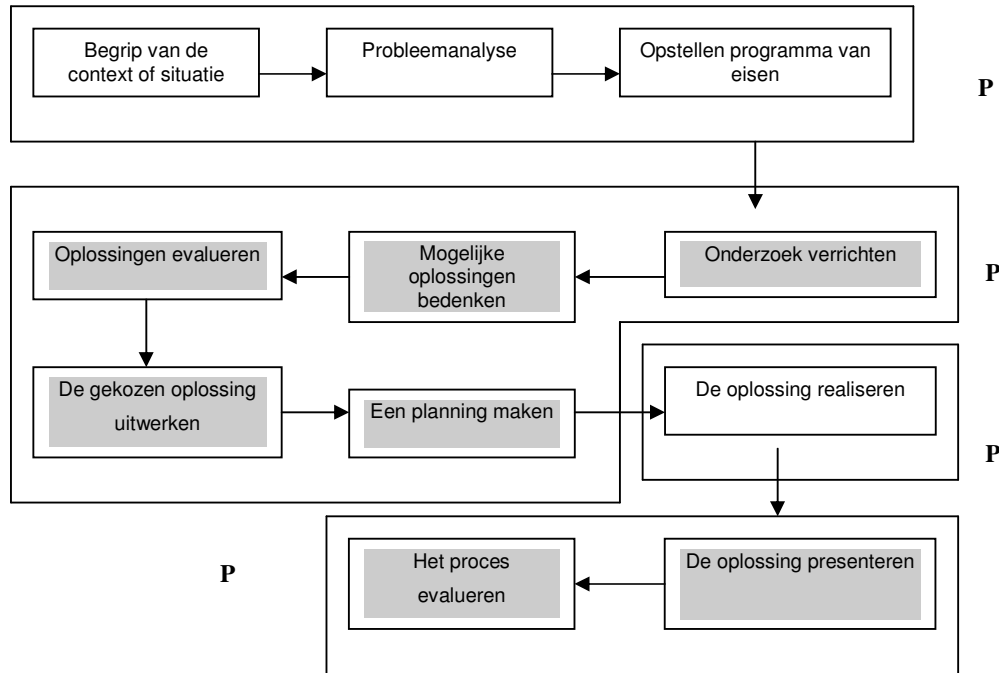 Begrip van de
context of situatie
Probleemanalyse
Opstellen programma van
eisen
P
Onderzoek verrichten
Mogelijke
oplossingen
bedenken
Oplossingen evalueren
P
De gekozen oplossing
uitwerken
Een planning maken
De oplossing realiseren
P
De oplossing presenteren
Het proces
evalueren
P